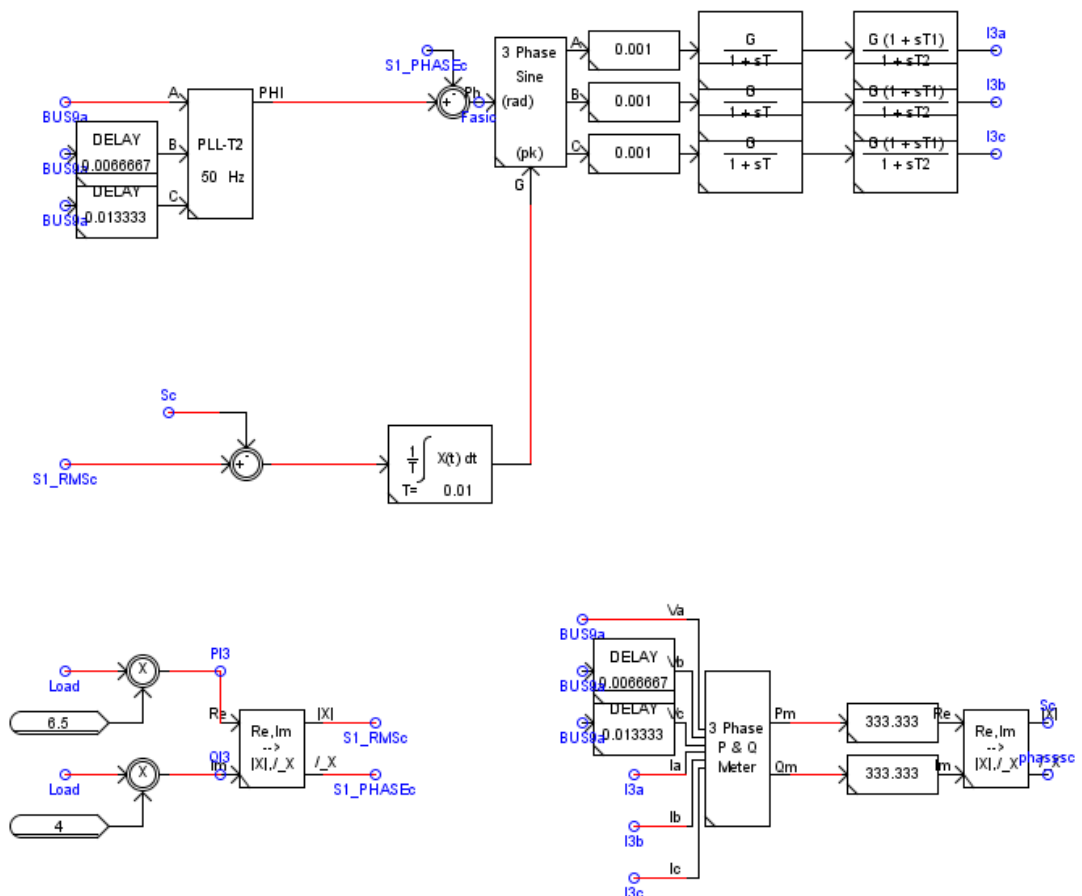 S1_PHASEc
A
BUS9a
DELAY
0.0066667
BUS9a
B
DELAY
0.013333
BUS9a
C
PLL-T2
50 Hz
PHI
+
-
Ph
Fasic
3 Phase
Sine
(rad)
(pk)
G
A
0.001
G
1 + sT
G (1 + sT1)
1 + sT2
I3a
B
0.001
G
1 + sT
G (1 + sT1)
1 + sT2
I3b
C
0.001
G
1 + sT
G (1 + sT1)
1 + sT2
I3c
Sc
S1_RMSc
+
-
1
T
∫
X(t) dt
T= 0.01
Load
X
PI3
6.5
Re
Load
X
QI3
Im
4
Re,Im
-->
|X|,/_X
|X|
S1_RMSc
/_X
S1_PHASEc
Va
BUS9a
DELAY
0.0066667
BUS9a
Vb
DELAY
0.013333
BUS9a
Vc
Ia
I3a
Ib
I3b
Ic
I3c
3 Phase
P & Q
Meter
Pm
333.333
Re
Qm
333.333
Im
Re,Im
-->
|X|,/_X
Sc
|X|
/_X